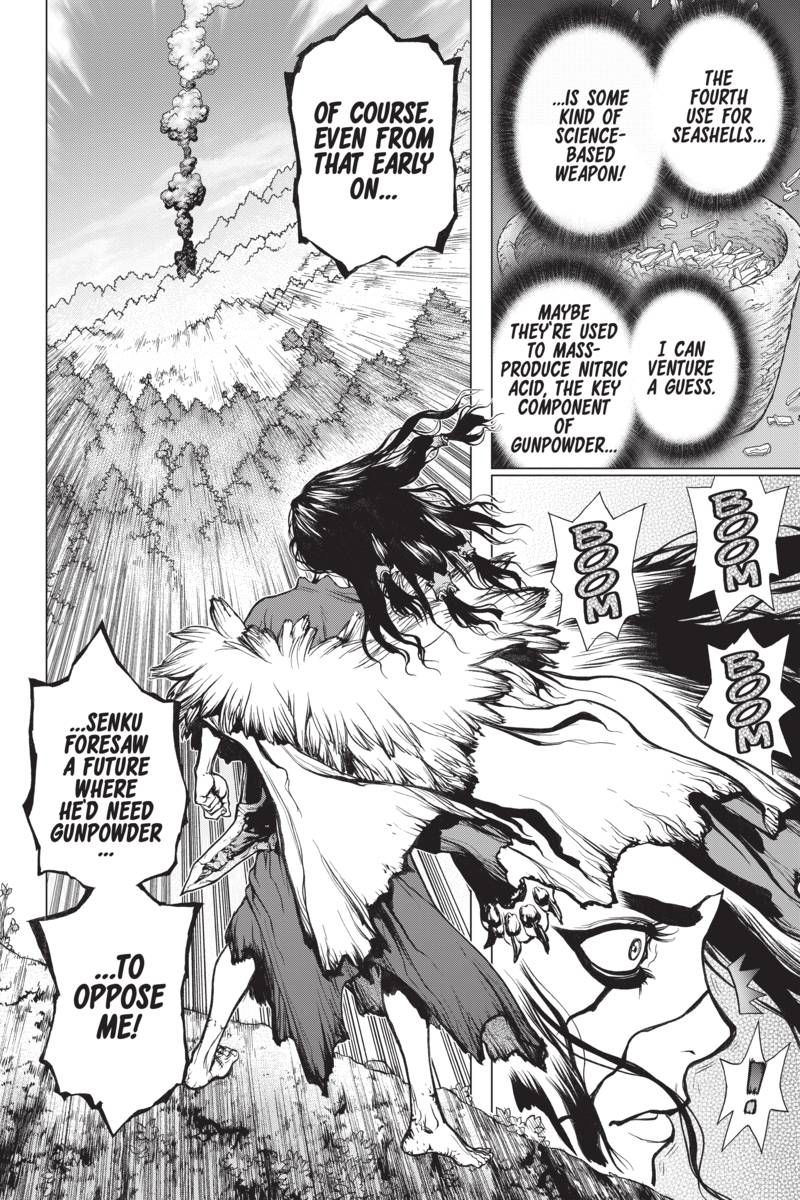 THE
FOURTH
USE FOR
SEASHELLS...
...IS SOME
KIND OF
SCIENCE-
BASED
WEAPON!
I CAN
VENTURE
A GUESS.
MAYBE
THEY'RE USED
TO MASS-
PRODUCE NITRIC
ACID, THE KEY
COMPONENT
OF
GUNPOWDER...
BOOM
BOOM
BOOM
!
OF COURSE.
EVEN FROM
THAT EARLY
ON...
...SENKU
FORESAW
A FUTURE
WHERE
HE'D NEED
GUNPOWDER
...
...TO
OPPOSE
ME!